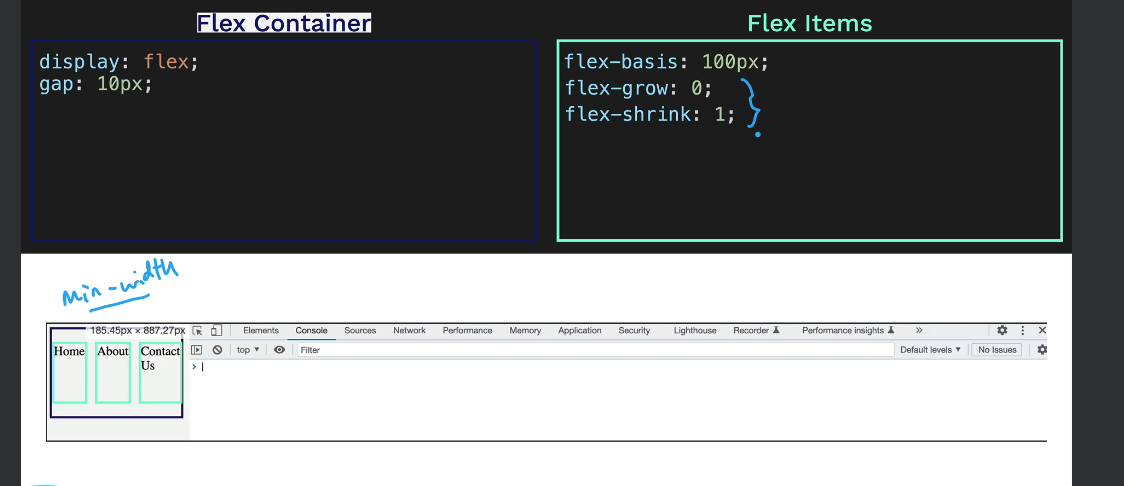 Flex Container
Flex Items
display: flex;
gap: 10px;
flex-basis: 100px;
flex-grow: 0;
flex-shrink: 1;
min-width
185.45px × 887.27px
Elements Console Sources Network Performance Memory Application Security Lighthouse Recorder Performance insights »
top ▼ Filter Default levels ▼ No Issues
Home About Contact
Us
> |